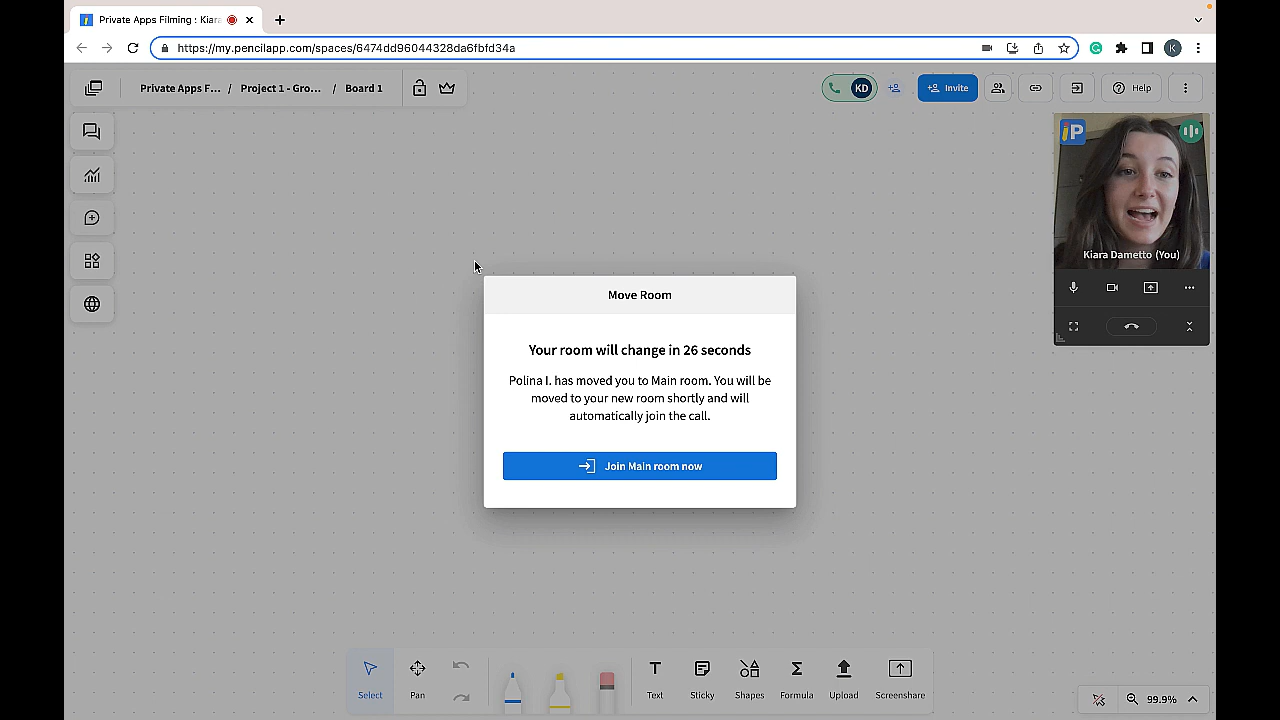 Private Apps Filming : Kiara
https://my.pencilapp.com/spaces/6474dd96044328da6fbfd34a
K
Private Apps F... / Project 1 - Gro... / Board 1
KD
Invite
Help
P
Kiara Dametto (You)
Move Room
Your room will change in 26 seconds
Polina I. has moved you to Main room. You will be
moved to your new room shortly and will
automatically join the call.
Join Main room now
Select
Pan
Text
Sticky
Shapes
Formula
Upload
Screenshare
99.9%